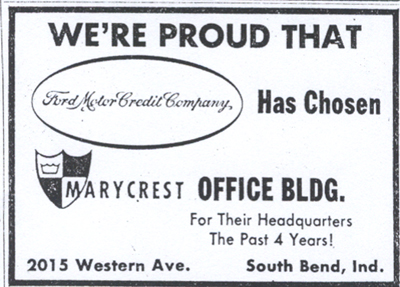 WE'RE PROUD THAT
Ford Motor Credit Company,
Has Chosen
MARYCREST OFFICE BLDG.
For Their Headquarters
The Past 4 Years!
2015 Western Ave. South Bend, Ind.